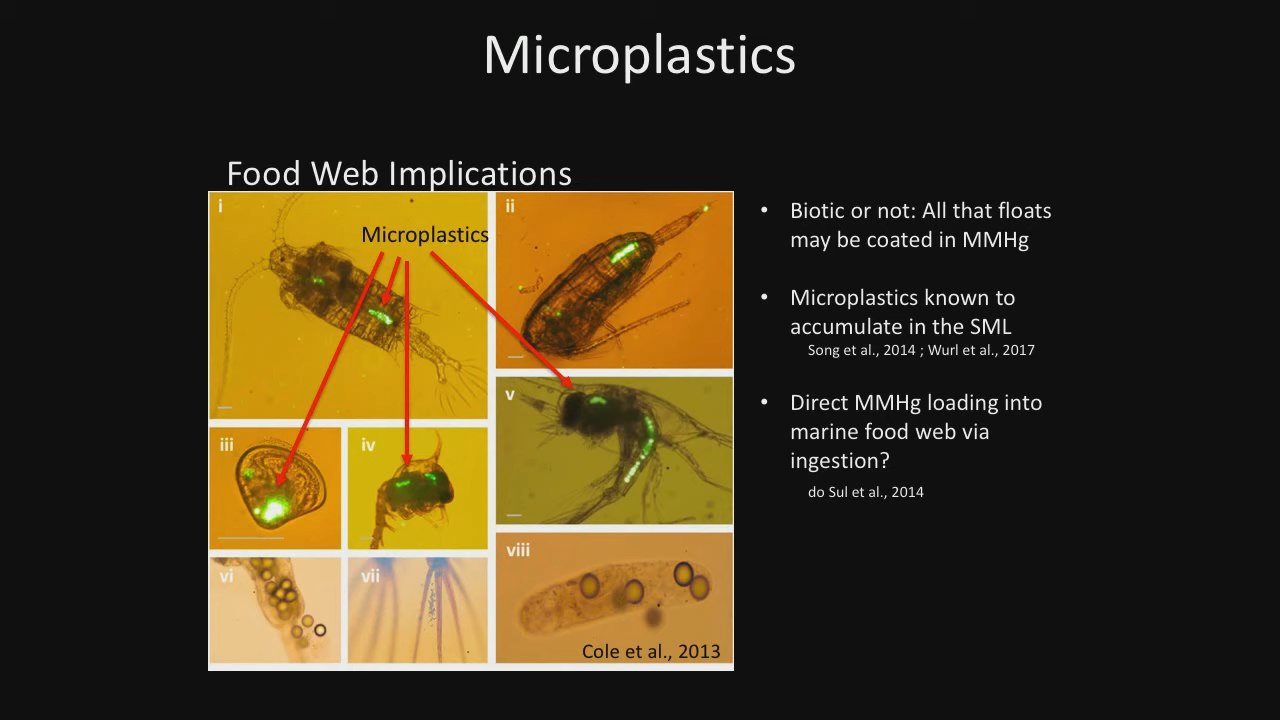 Microplastics
Food Web Implications
i
Microplastics
ii
iii
iv
v
vi
vii
viii
Cole et al., 2013
• Biotic or not: All that floats
may be coated in MMHg
• Microplastics known to
accumulate in the SML
Song et al., 2014 ; Wurl et al., 2017
• Direct MMHg loading into
marine food web via
ingestion?
do Sul et al., 2014